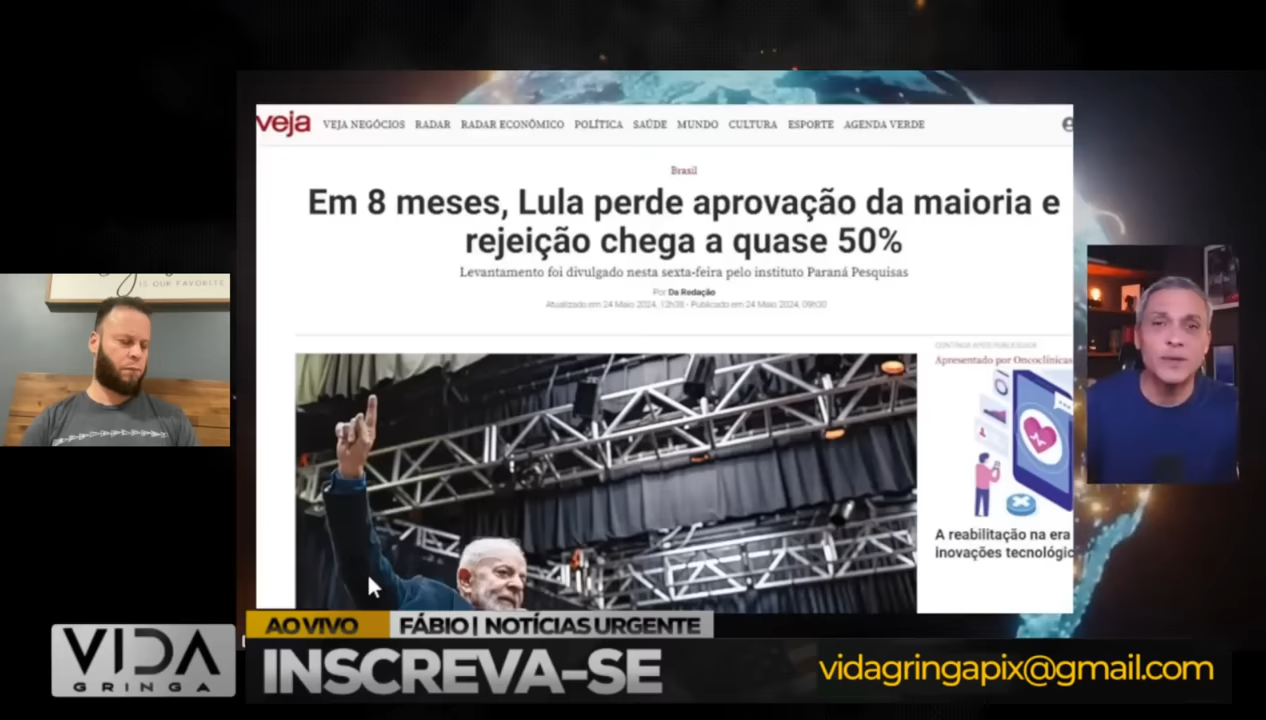 veja VEJA NEGÓCIOS RADAR RADAR ECONÔMICO POLÍTICA SAÚDE MUNDO CULTURA ESPORTE AGENDA VERDE
Brasil
Em 8 meses, Lula perde aprovação da maioria e
rejeição chega a quase 50%
Levantamento foi divulgado nesta sexta-feira pelo instituto Paraná Pesquisas
Por Da Redação
Atualizado em 24 Maio 2024, 12h38 - Publicado em 24 Maio 2024, 09h30
CONTINUA APÓS PUBLICIDADE
Apresentado por Oncoclínicas
IS OUR FAVORITE
A reabilitação na era
inovações tecnológic
AO VIVO FÁBIO | NOTÍCIAS URGENTE
VIDA
GRINGA
INSCREVA-SE
vidagringapix@gmail.com